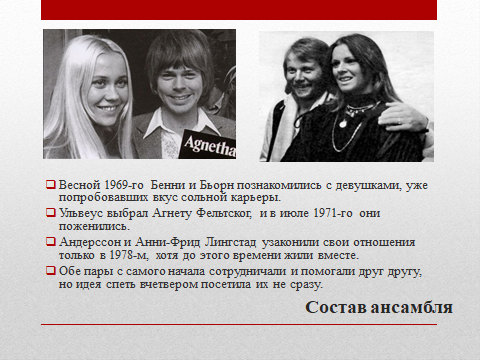 Agnetha
Весной 1969-го Бенни и Бьорн познакомились с девушками, уже
попробовавших вкус сольной карьеры.
Ульвеус выбрал Агнету Фельтског, и в июле 1971-го они
поженились.
Андерссон и Анни-Фрид Лингстад узаконили свои отношения
только в 1978-м, хотя до этого времени жили вместе.
Обе пары с самого начала сотрудничали и помогали друг другу,
но идея спеть вчетвером посетила их не сразу.
Состав ансамбля